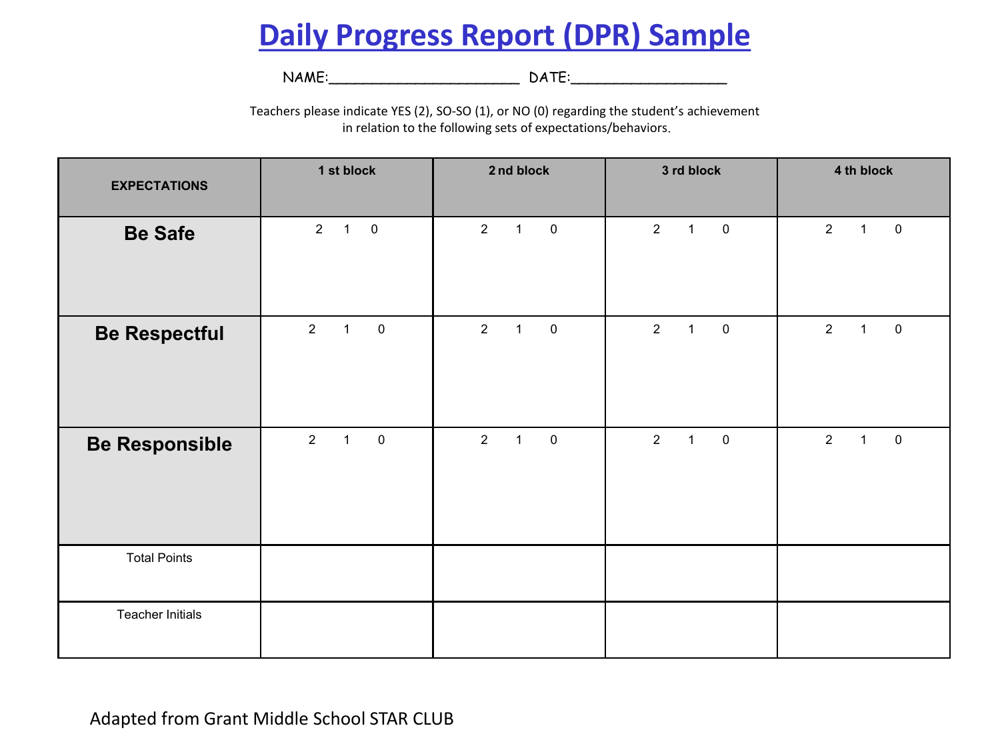 Daily Progress Report (DPR) Sample
NAME:______________________ DATE:__________________
Teachers please indicate YES (2), SO-SO (1), or NO (0) regarding the student’s achievement
in relation to the following sets of expectations/behaviors.
EXPECTATIONS 1 st block 2 nd block 3 rd block 4 th block
Be Safe 2 1 0 2 1 0 2 1 0 2 1 0
Be Respectful 2 1 0 2 1 0 2 1 0 2 1 0
Be Responsible 2 1 0 2 1 0 2 1 0 2 1 0
Total Points
Teacher Initials
Adapted from Grant Middle School STAR CLUB